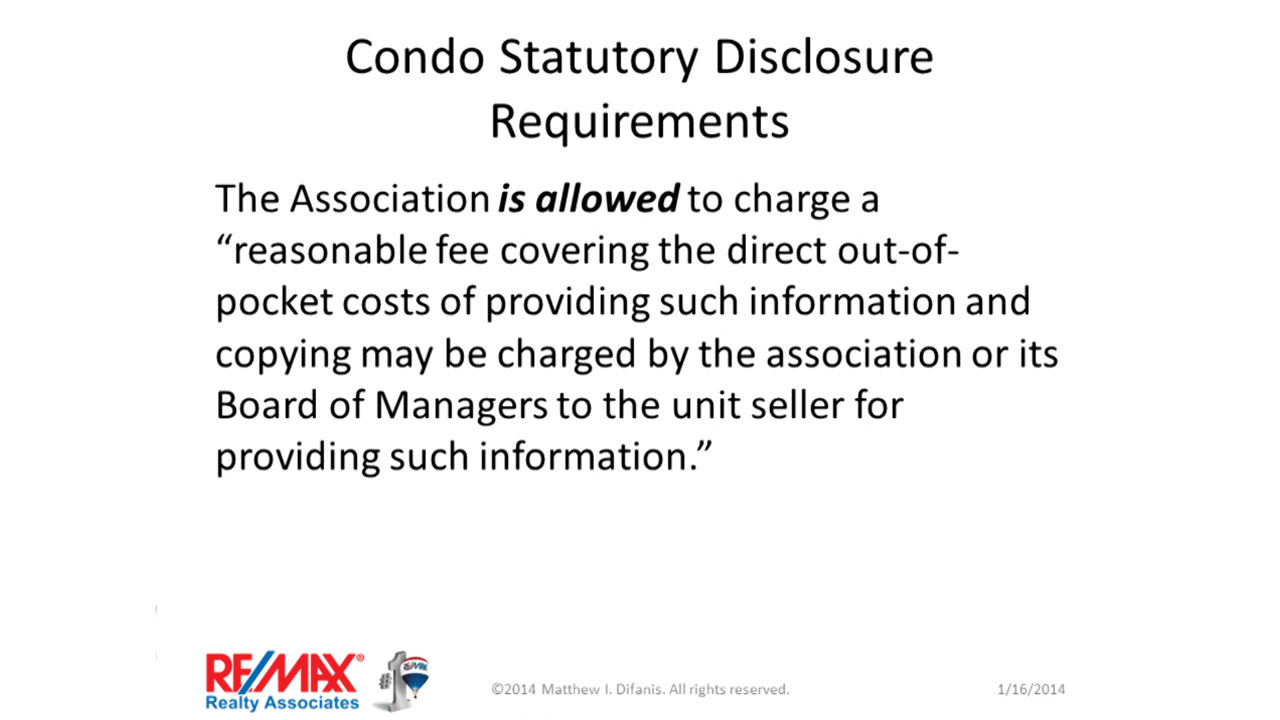 Condo Statutory Disclosure
Requirements
The Association is allowed to charge a
“reasonable fee covering the direct out-of-
pocket costs of providing such information and
copying may be charged by the association or its
Board of Managers to the unit seller for
providing such information.”
RE/MAX®
Realty Associates
RE/MAX
©2014 Matthew I. Difanis. All rights reserved.
1/16/2014